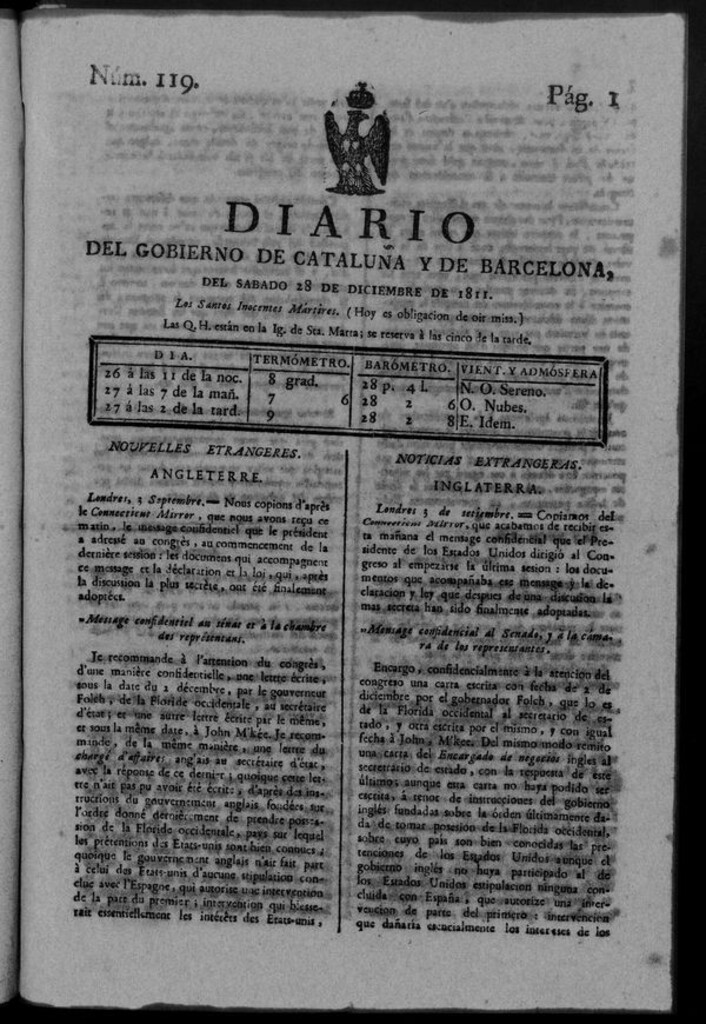 Núm. 119.
Pág. 1
DIARIO
DEL GOBIERNO DE CATALUÑA Y DE BARCELONA,
DEL SABADO 28 DE DICIEMBRE DE 1811.
Los Santos Inocentes Mártires. (Hoy es obligacion de oir misa.)
Las Q. H. están en la Ig. de Sta. Marta; se reserva á las cinco de la tarde.
DIA. TERMÓMETRO. BARÓMETRO. VIENT. Y ADMÓSFERA
26 á las 11 de la noc. 8 grad. 28 p. 4 l. N. O. Sereno.
27 á las 7 de la mañ. 7 6 28 2 6 O. Nubes.
27 á las 2 de la tard. 9 28 2 8 E. Idem.
NOUVELLES ETRANGERES.
ANGLETERRE.
Londres, 3 Septembre. = Nous copions d'après
le Connecticut Mirror, que nous avons reçu ce
matin, le message confidentiel que le président
a adressé au congrès, au commencement de la
dernière session: les documens qui accompagnent
ce message et la déclaration et la loi, qui, après
la discussion la plus secrète, ont été finalement
adoptées.
"Message confidentiel au sénat et à la chambre
des représentans.
Je recommande à l'attention du congrès,
d'une manière confidentielle, une lettre écrite,
sous la date du 2 décembre, par le gouverneur
Folch, de la Floride occidentale, au secrétaire
d'état; et une autre lettre écrite par le même,
et sous la même date, à John M'kée. Je recom-
mande, de la même manière, une lettre du
chargé d'affaires anglais au secrétaire d'état,
avec la réponse de ce dernier; quoique cette let-
tre n'ait pas pu avoir été écrite, d'après des ins-
tructions du gouvernement anglais fondées sur
l'ordre donné dernièrement de prendre posses-
sion de la Floride occidentale, pays sur lequel
les prétentions des Etats-unis sont bien connues;
quoique le gouvernement anglais n'ait fait part
à celui des Etats-unis d'aucune stipulation con-
clue avec l'Espagne, qui autorise une intervention
de la part du premier; intervention qui blesse-
rait essentiellement les intérêts des Etats-unis,
NOTICIAS EXTRANGERAS.
INGLATERRA.
Londres 3 de setiembre. = Copiamos del
Connecticut Mirror, que acabamos de recibir es-
ta mañana el mensage confidencial que el Pre-
sidente de los Estados Unidos dirigió al Con-
greso al empezarse la última sesion: los docu-
mentos que acompañaba ese mensage y la de-
claracion y ley que despues de una discusion la
mas secreta han sido finalmente adoptadas.
"Mensage confidencial al Senado, y á la cáma-
ra de los representantes.
Encargo, confidencialmente à la atencion del
congreso una carta escrita con fecha de 2 de
diciembre por el gobernador Folch, que lo es
de la Florida occidental al secretario de es-
tado, y otra escrita por el mismo, y con igual
fecha à John, M'kee. Del mismo modo remito
una carta del Encargado de negocios ingles al
secretario de estado, con la respuesta de este
último; aunque esta carta no haya podido ser
escrita, á tenor de instrucciones del gobierno
inglés fundadas sobre la órden últimamente da-
da de tomar posesion de la Florida occidental,
sobre cuyo pais son bien conocidas las pre-
tenciones de los Estados Unidos aunque el
gobierno inglés no haya participado al de
los Estados Unidos estipulacion ninguna con-
cluida con España, que autorize una inter-
vencion de parte del primero: intervencion
que dañaria esencialmente los intereses de los